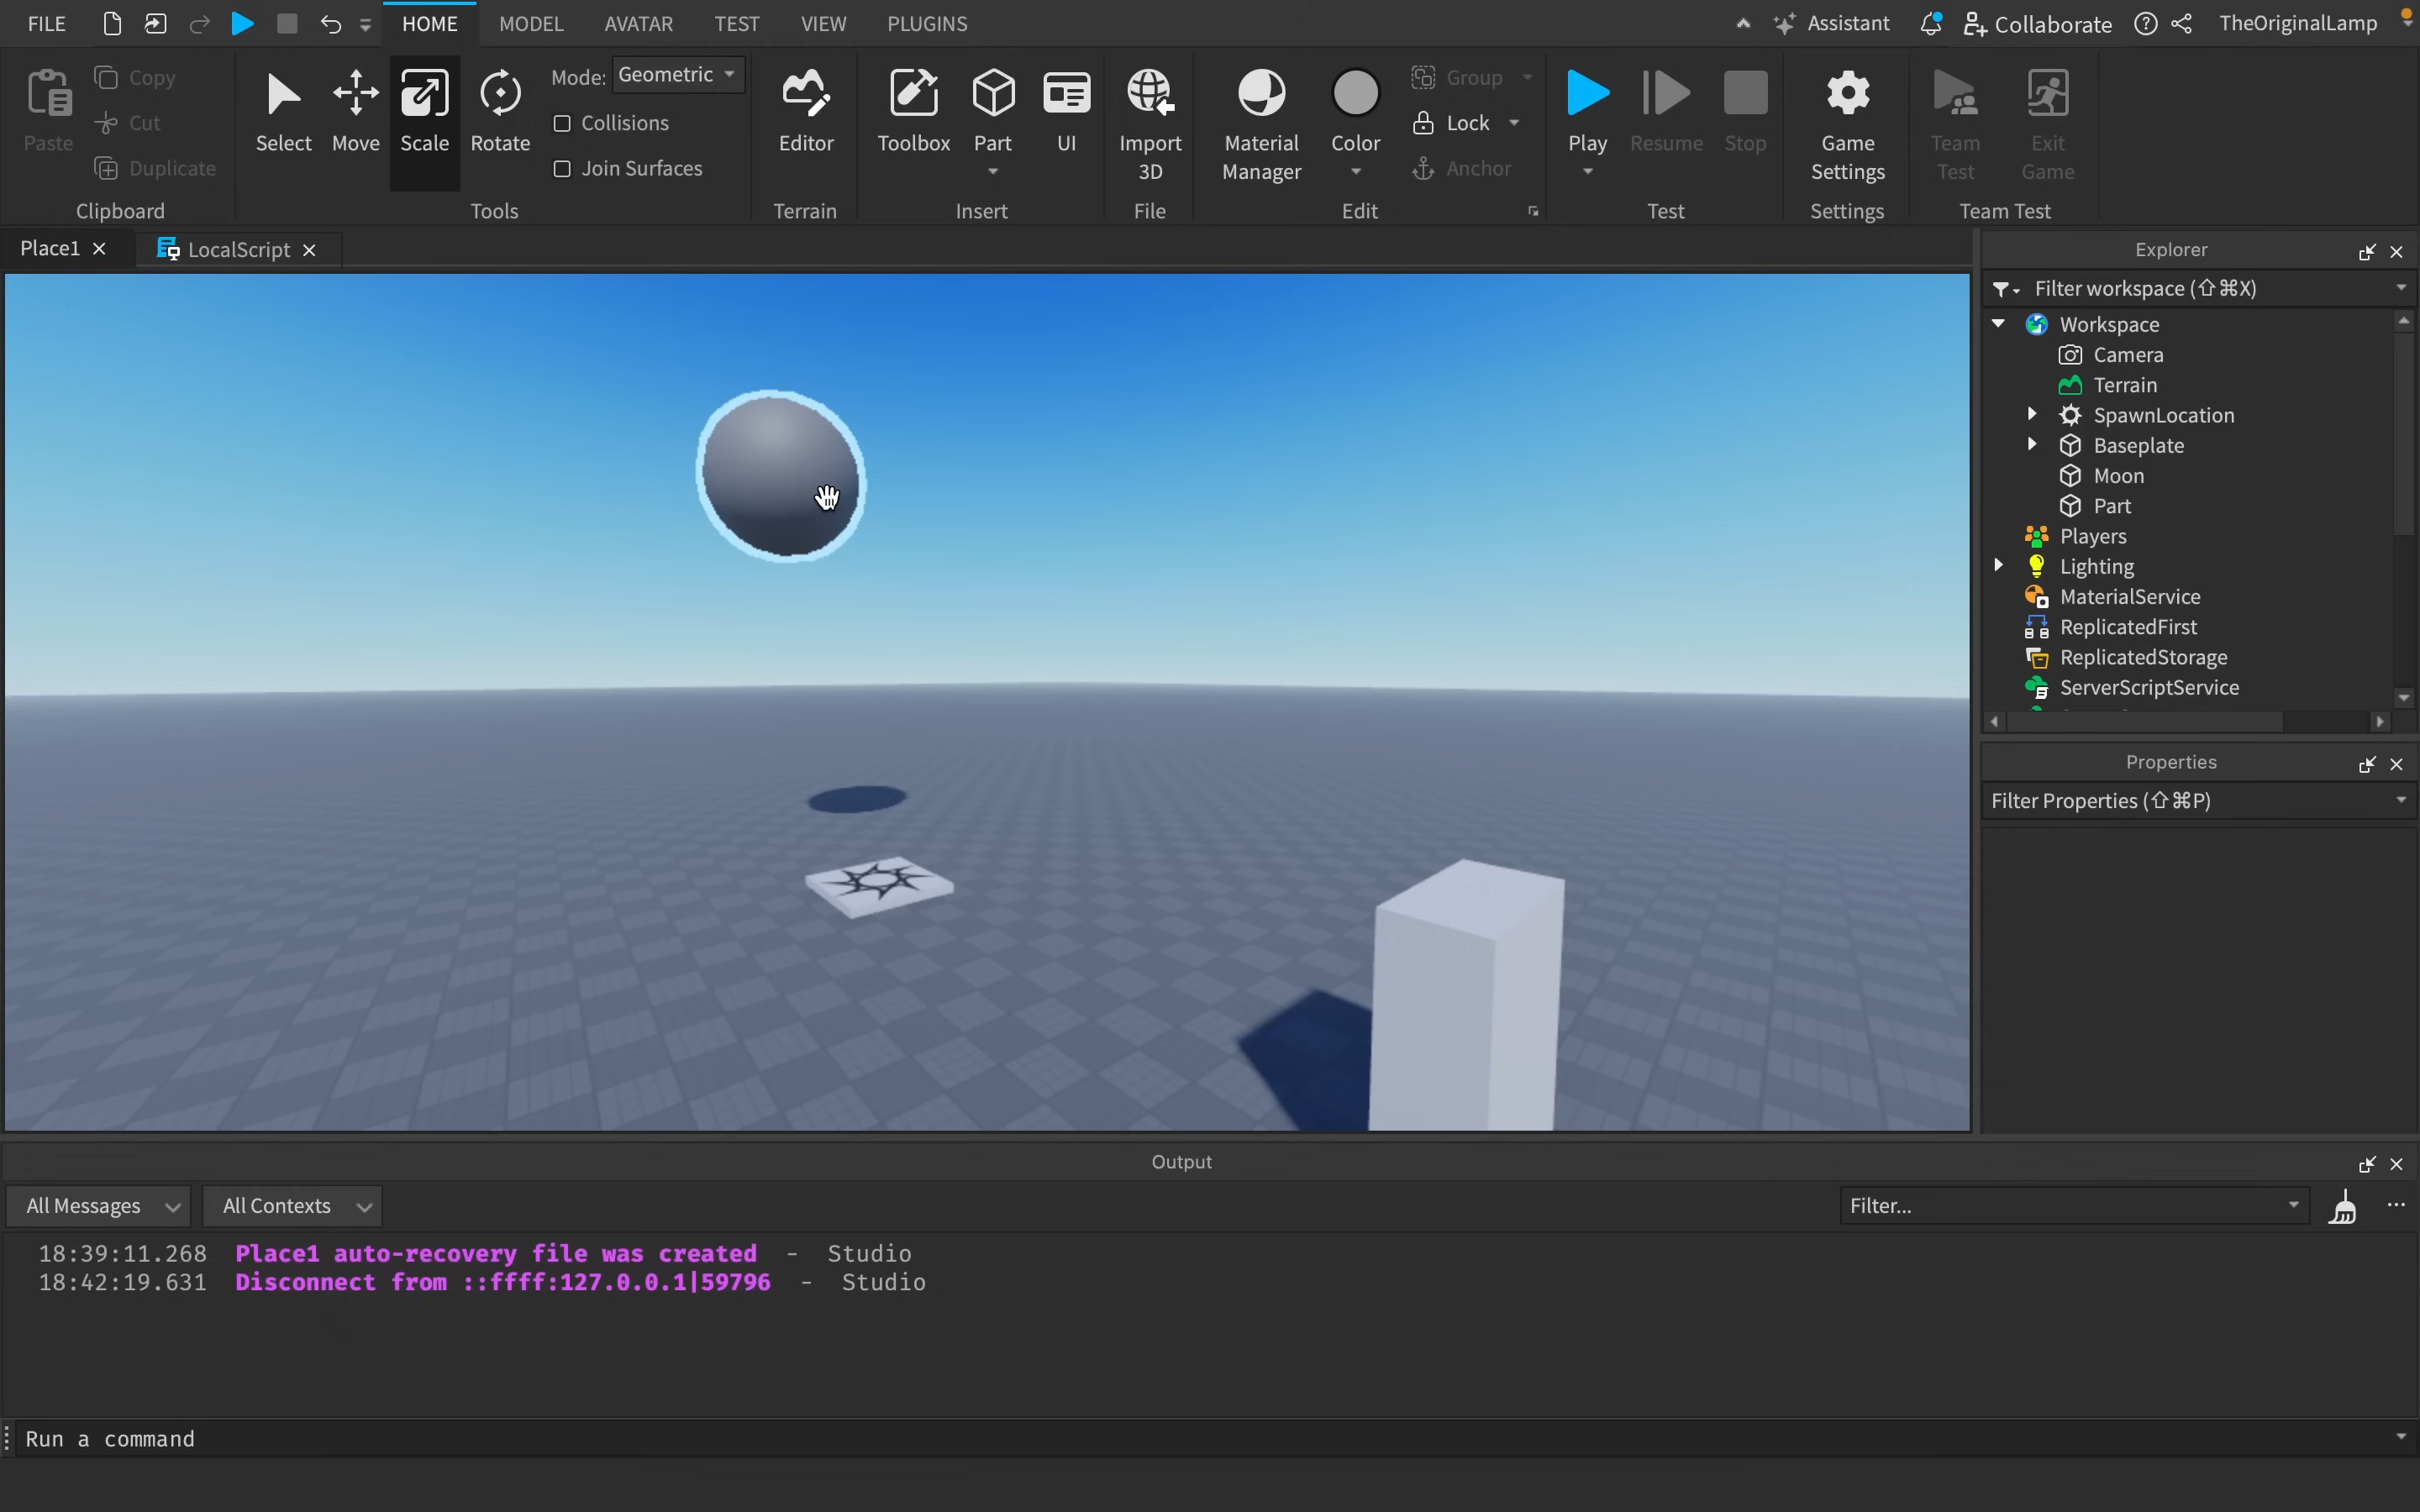 FILE HOME MODEL AVATAR TEST VIEW PLUGINS Assistant Collaborate TheOriginalLamp
Paste Copy Cut Duplicate
Clipboard
Select Move Scale Rotate
Mode: Geometric
Collisions
Join Surfaces
Tools
Editor
Terrain
Toolbox Part UI
Insert
Import
3D
File
Material
Manager
Color
Group
Lock
Anchor
Edit
Play Resume Stop
Test
Game
Settings
Settings
Team
Test
Exit
Game
Team Test
Place1 LocalScript
Explorer
Filter workspace (⇧⌘X)
Workspace
Camera
Terrain
SpawnLocation
Baseplate
Moon
Part
Players
Lighting
MaterialService
ReplicatedFirst
ReplicatedStorage
ServerScriptService
Properties
Filter Properties (⇧⌘P)
Output
All Messages All Contexts Filter...
18:39:11.268 Place1 auto-recovery file was created - Studio
18:42:19.631 Disconnect from ::ffff:127.0.0.1|59796 - Studio
Run a command